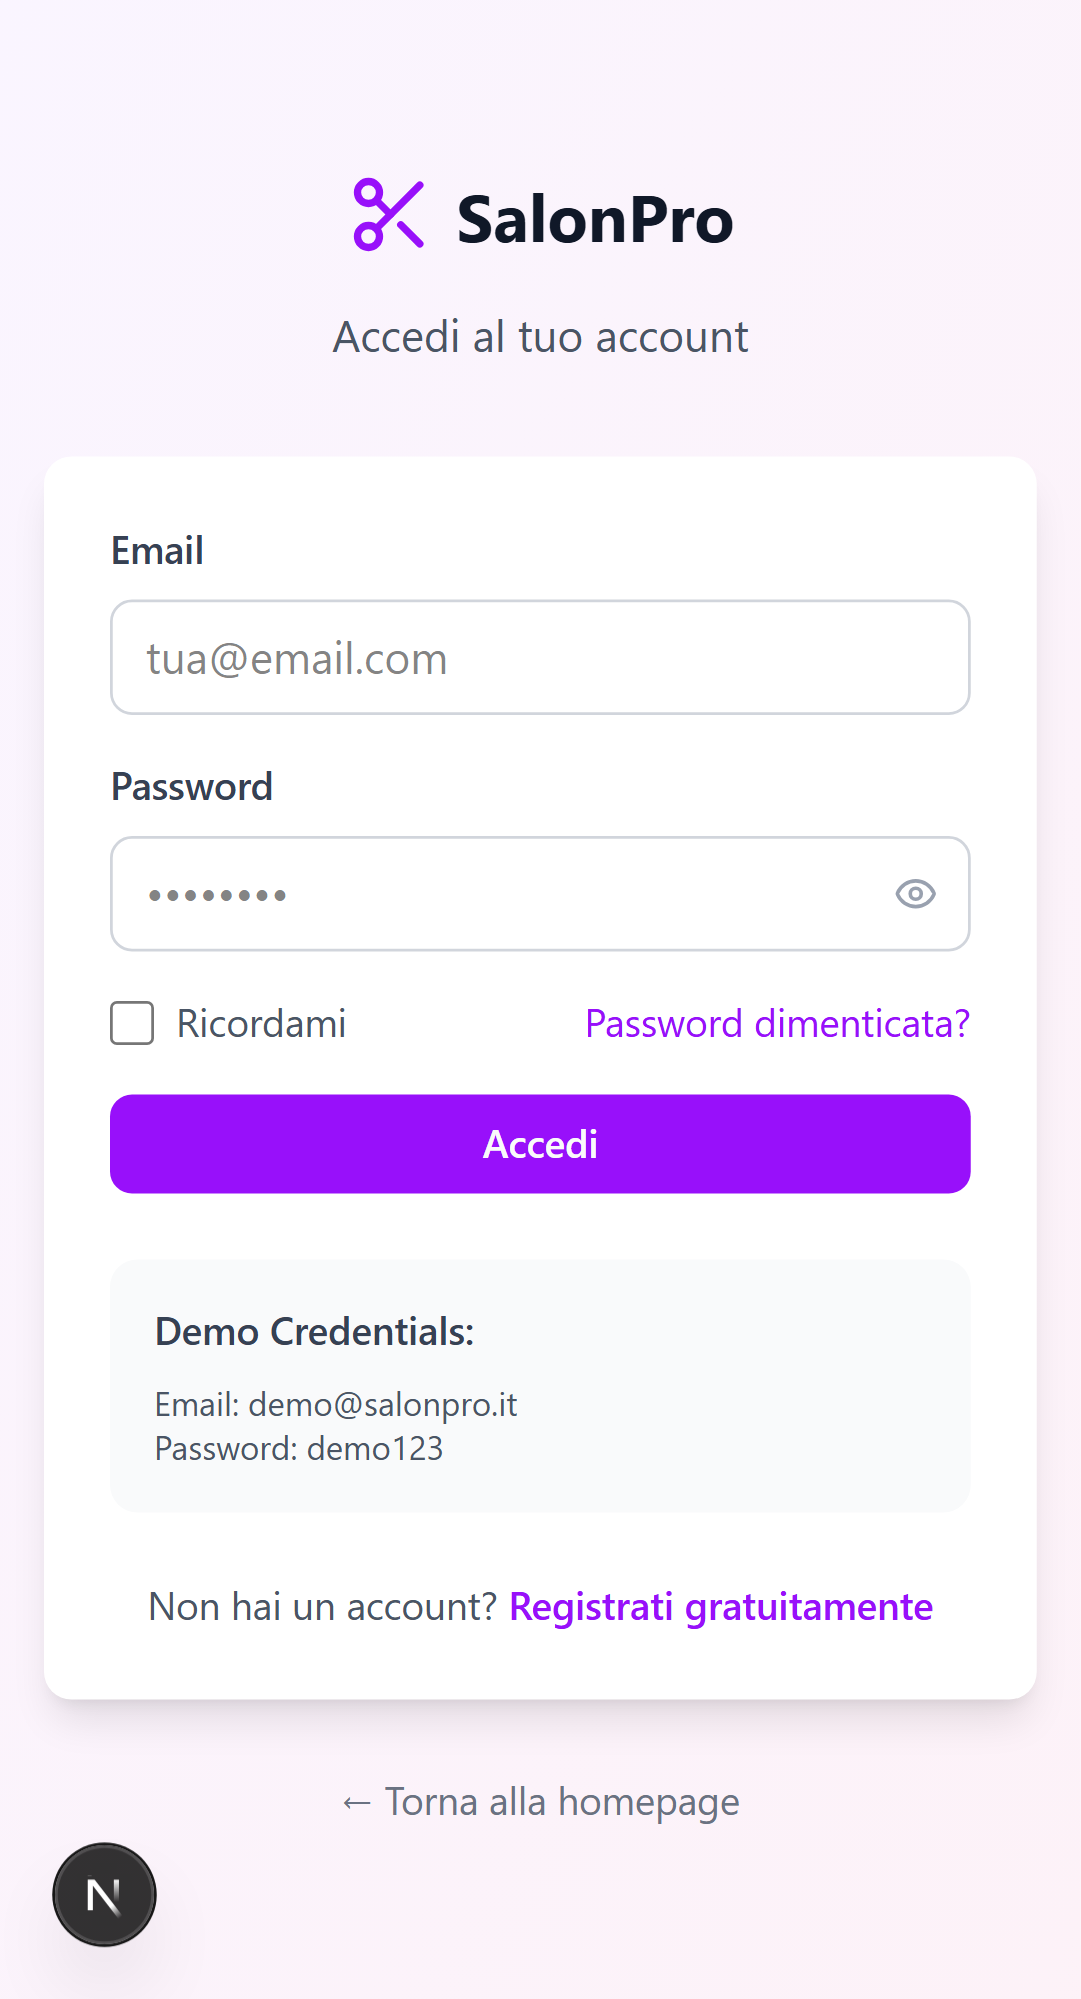 SalonPro
Accedi al tuo account
Email
tua@email.com
Password
••••••••
Ricordami
Password dimenticata?
Accedi
Demo Credentials:
Email: demo@salonpro.it
Password: demo123
Non hai un account? Registrati gratuitamente
← Torna alla homepage
N